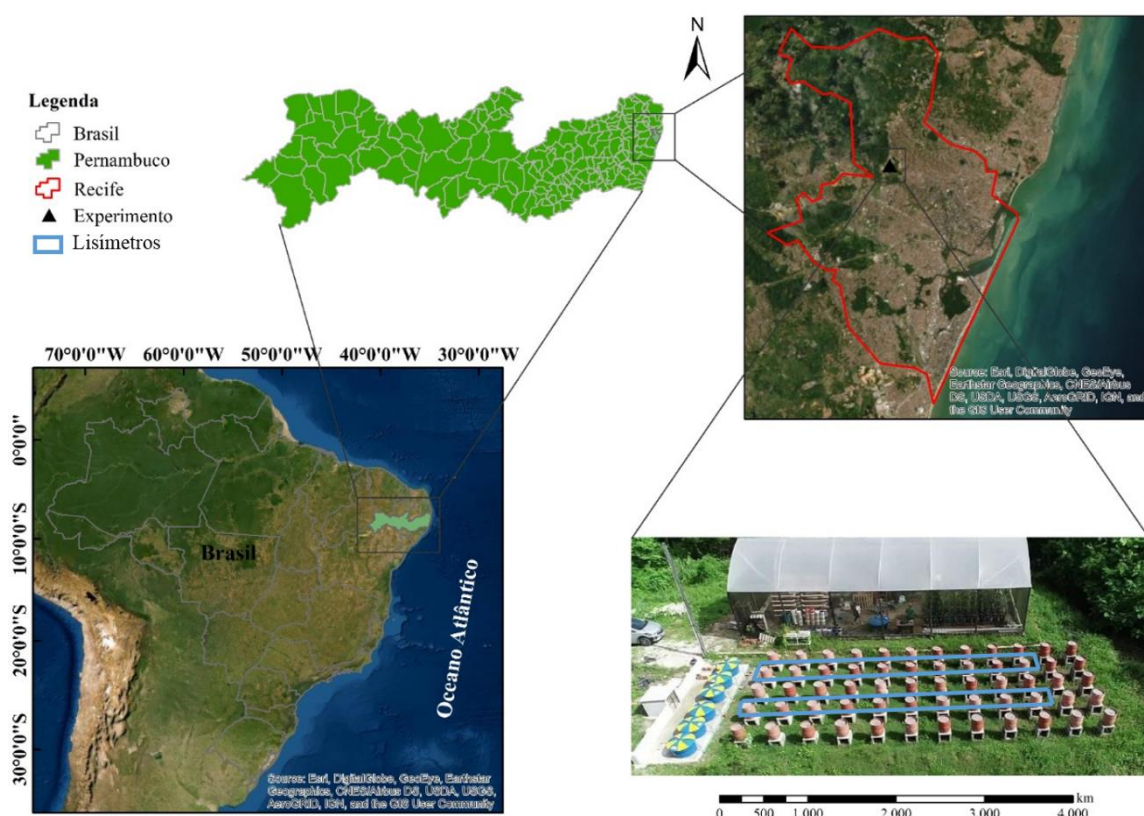 N
Legenda
Brasil
Pernambuco
Recife
Experimento
Lisímetros
Source: Esri, DigitalGlobe, GeoEye,
Earthstar Geographics, CNES/Airbus
DS, USDA, USGS, AeroGRID, IGN, and
the GIS User Community
70°0'0"W 60°0'0"W 50°0'0"W 40°0'0"W 30°0'0"W
0°0'0"
10°0'0"S
20°0'0"S
30°0'0"S
Brasil
Oceano Atlântico
Source: Esri, DigitalGlobe, GeoEye, Earthstar
Geographics, CNES/Airbus DS, USDA, USGS,
AeroGRID, IGN, and the GIS User Community
km
0 500 1.000 2.000 3.000 4.000